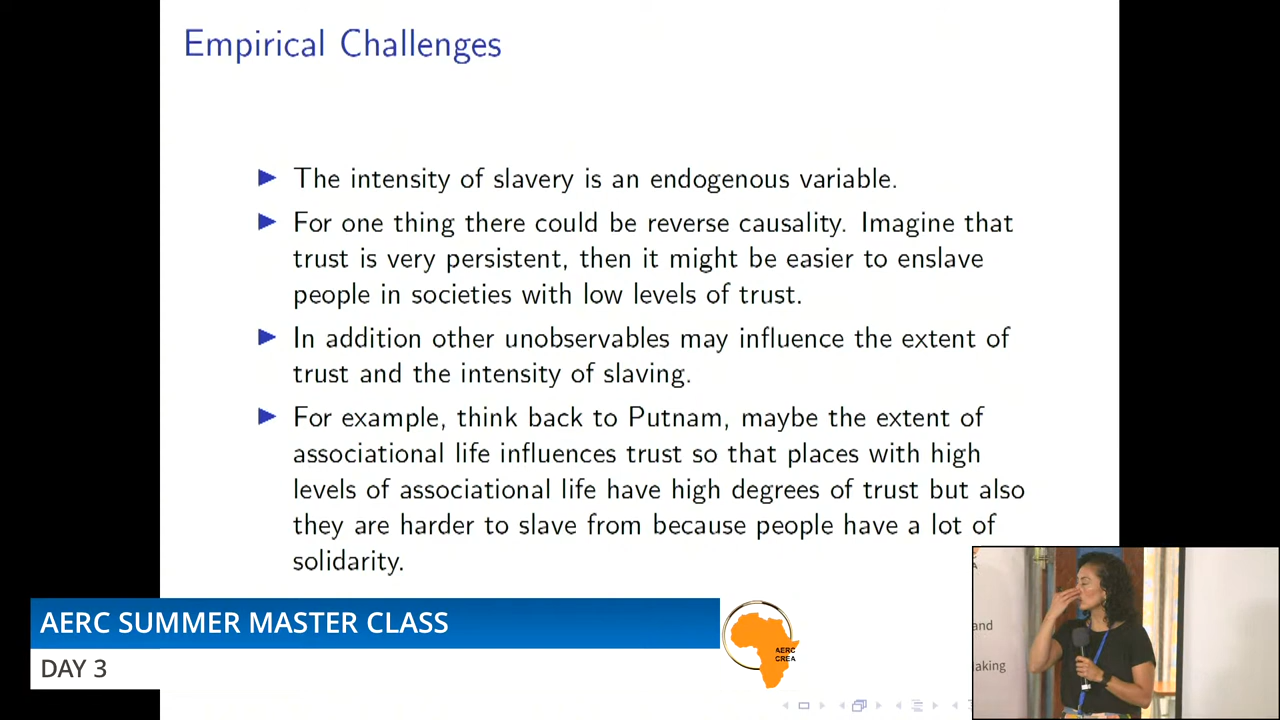 Empirical Challenges
The intensity of slavery is an endogenous variable.
For one thing there could be reverse causality. Imagine that
trust is very persistent, then it might be easier to enslave
people in societies with low levels of trust.
In addition other unobservables may influence the extent of
trust and the intensity of slaving.
For example, think back to Putnam, maybe the extent of
associational life influences trust so that places with high
levels of associational life have high degrees of trust but also
they are harder to slave from because people have a lot of
solidarity.
AERC SUMMER MASTER CLASS
DAY 3
AERC
CREA
and
aking